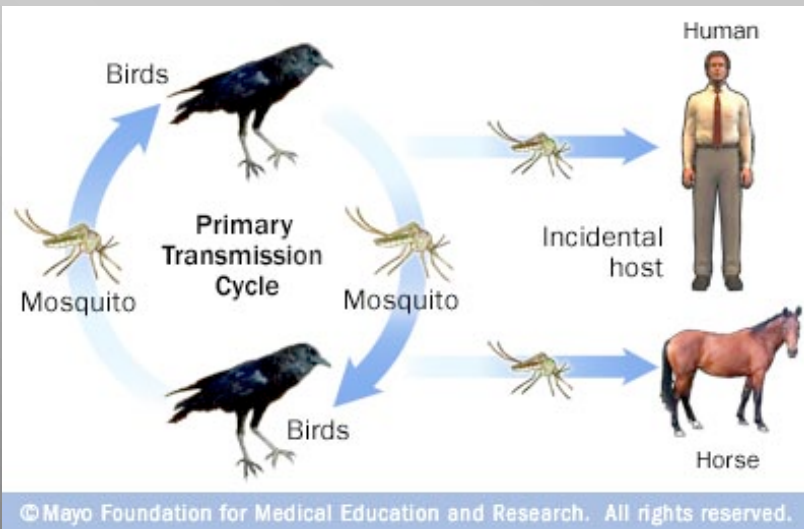 Human
Birds
Primary
Transmission
Cycle
Mosquito
Mosquito
Incidental
host
Birds
Horse
©Mayo Foundation for Medical Education and Research. All rights reserved.